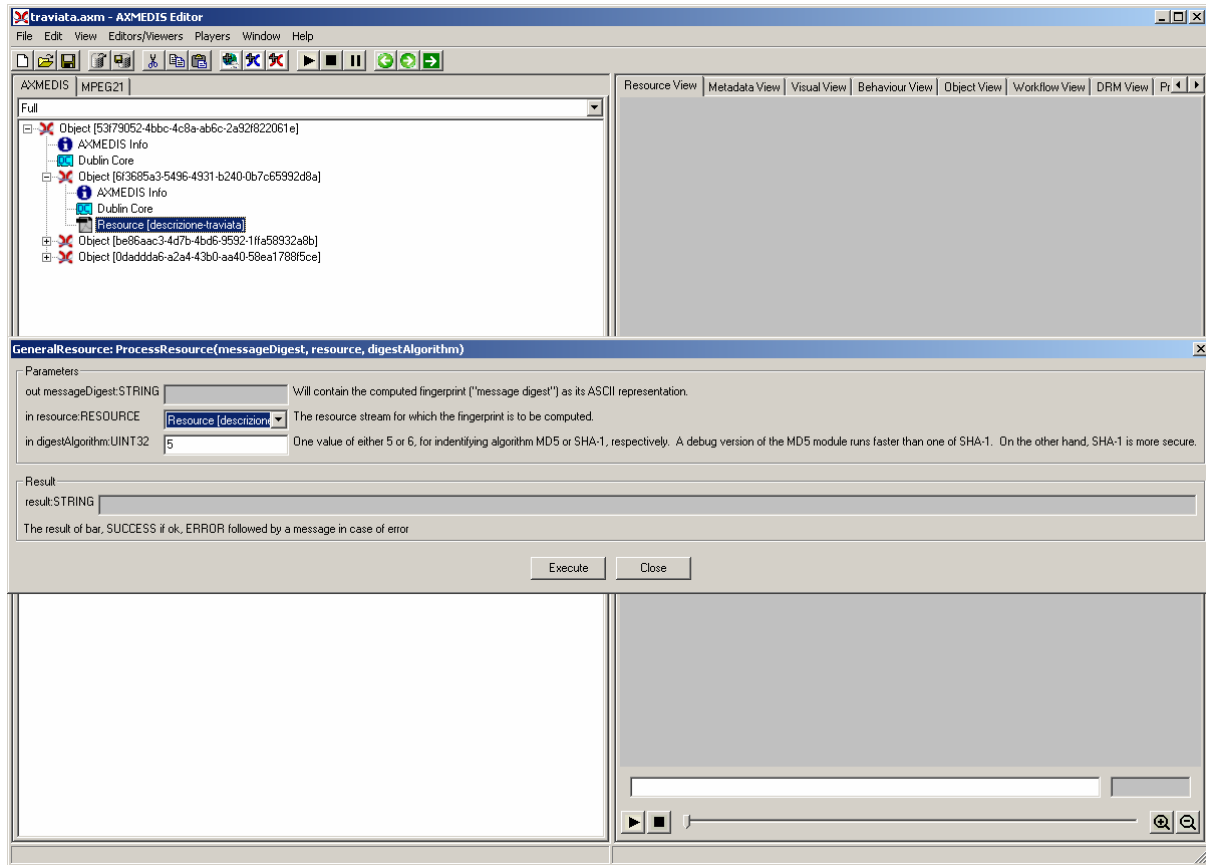 traviata.axm - AXMEDIS Editor
File Edit View Editors/Viewers Players Window Help
AXMEDIS MPEG21
Resource View Metadata View Visual View Behaviour View Object View Workflow View DRM View Pr
Full
Object [53f79052-4bbc-4c8a-ab6c-2a92f822061e]
AXMEDIS Info
Dublin Core
Object [6f3685a3-5496-4931-b240-0b7c65992d8a]
AXMEDIS Info
Dublin Core
Resource [descrizione-traviata]
Object [be86aac3-4d7b-4bd6-9592-1ffa58932a8b]
Object [0daddda6-a2a4-43b0-aa40-58ea1788f5ce]
GeneralResource: ProcessResource(messageDigest, resource, digestAlgorithm)
Parameters
out messageDigest:STRING Will contain the computed fingerprint ("message digest") as its ASCII representation.
in resource:RESOURCE Resource [descrizione The resource stream for which the fingerprint is to be computed.
in digestAlgorithm:UINT32 5 One value of either 5 or 6, for indentifying algorithm MD5 or SHA-1, respectively. A debug version of the MD5 module runs faster than one of SHA-1. On the other hand, SHA-1 is more secure.
Result
result:STRING
The result of bar, SUCCESS if ok, ERROR followed by a message in case of error
Execute Close